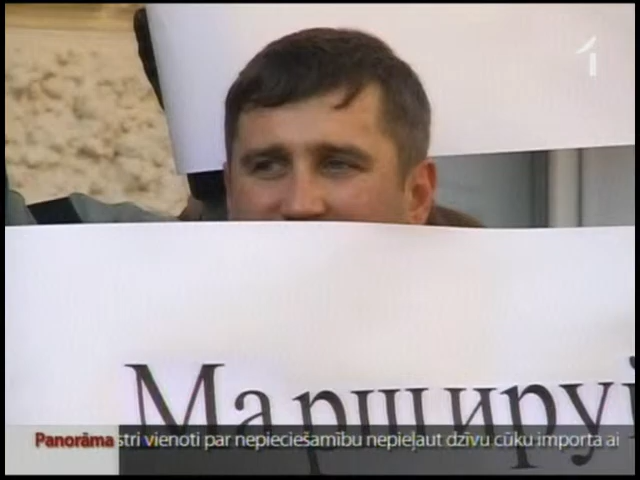 1
Маршируй
Panorāma stri vienoti par nepieciešamību nepieļaut dzīvu cūku importa ai